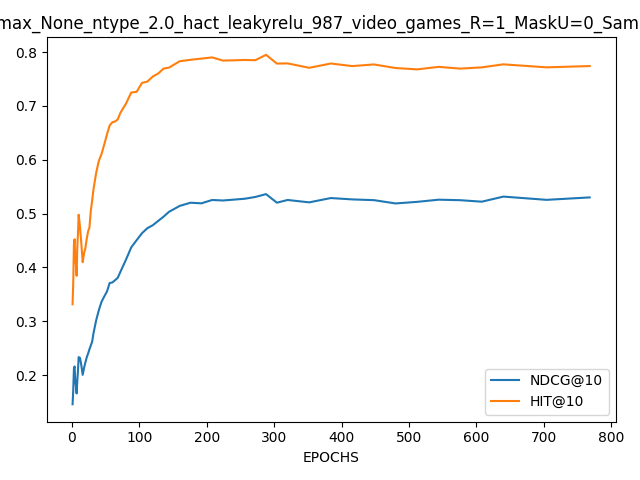 max_None_ntype_2.0_hact_leakyrelu_987_video_games_R=1_MaskU=0_Sam
0.8
0.7
0.6
0.5
0.4
0.3
0.2
NDCG@10
HIT@10
0 100 200 300 400 500 600 700 800
EPOCHS